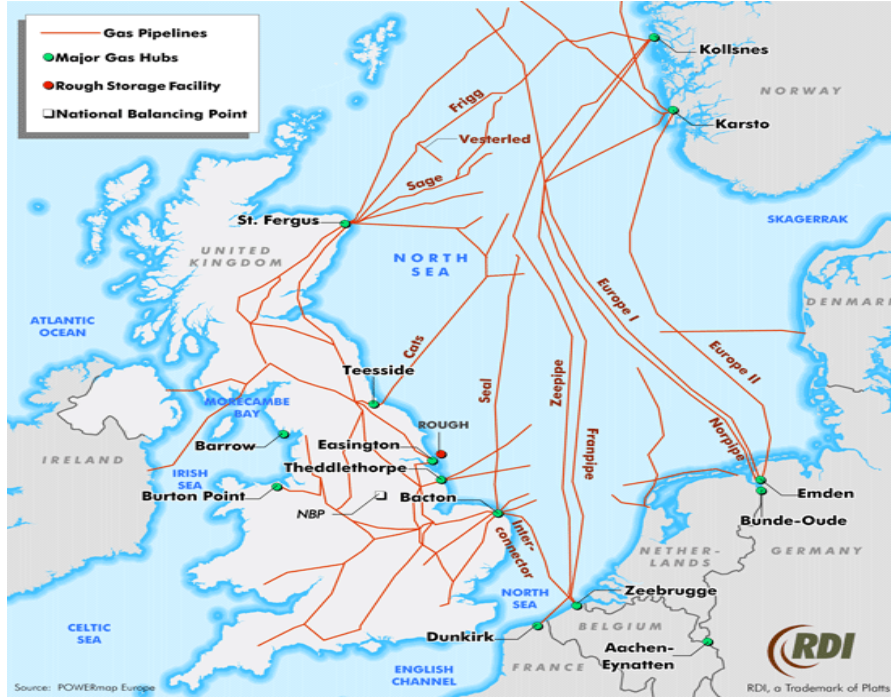 Gas Pipelines
Major Gas Hubs
Rough Storage Facility
National Balancing Point
Kollsnes
NORWAY
Karsto
Frigg
Vesterled
Sage
St. Fergus
UNITED
KINGDOM
NORTH
SEA
SKAGERRAK
ATLANTIC
OCEAN
DENMARK
Europe I
Europe II
Cats
Seal
Zeepipe
Franpipe
Norpipe
Teesside
MORECAMBE
BAY
Barrow
ROUGH
Easington
Theddlethorpe
IRELAND
IRISH
SEA
Burton Point
NBP
Bacton
Inter-
connector
Emden
Bunde-Oude
NETHER-
LANDS
GERMANY
NORTH
SEA
Zeebrugge
CELTIC
SEA
Dunkirk
BELGIUM
Aachen-
Eynatten
ENGLISH
CHANNEL
FRANCE
RDI
Source: POWERmap Europe
RDI, a Trademark of Platts